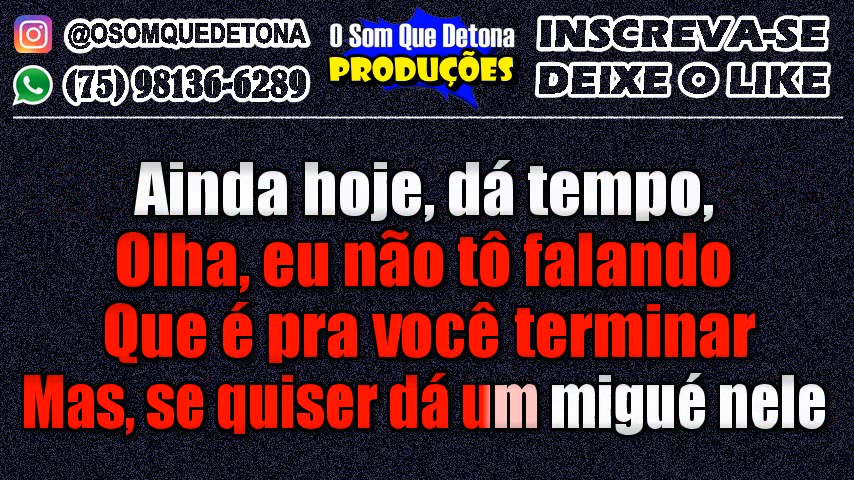 @OSOMQUEDETONA
(75) 98136-6289
O Som Que Detona
PRODUÇÕES
INSCREVA-SE
DEIXE O LIKE
Ainda hoje, dá tempo,
Olha, eu não tô falando
Que é pra você terminar
Mas, se quiser dá um migué nele